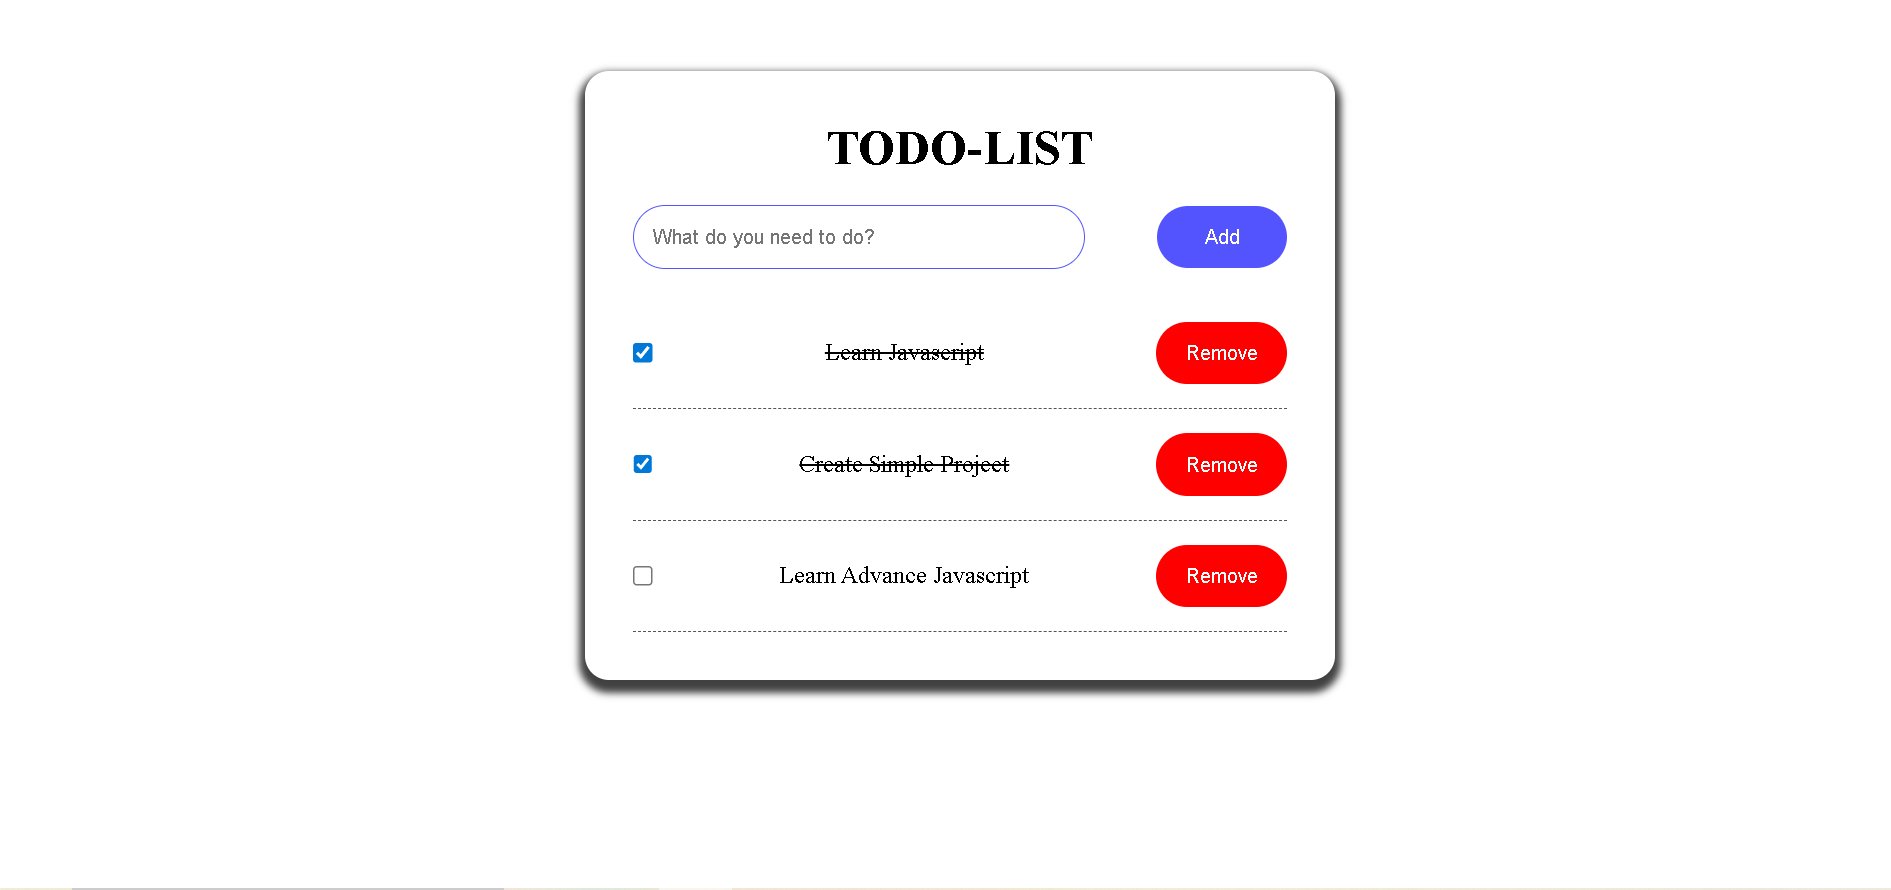 TODO-LIST
What do you need to do?
Add
Learn Javascript
Remove
Create Simple Project
Remove
Learn Advance Javascript
Remove